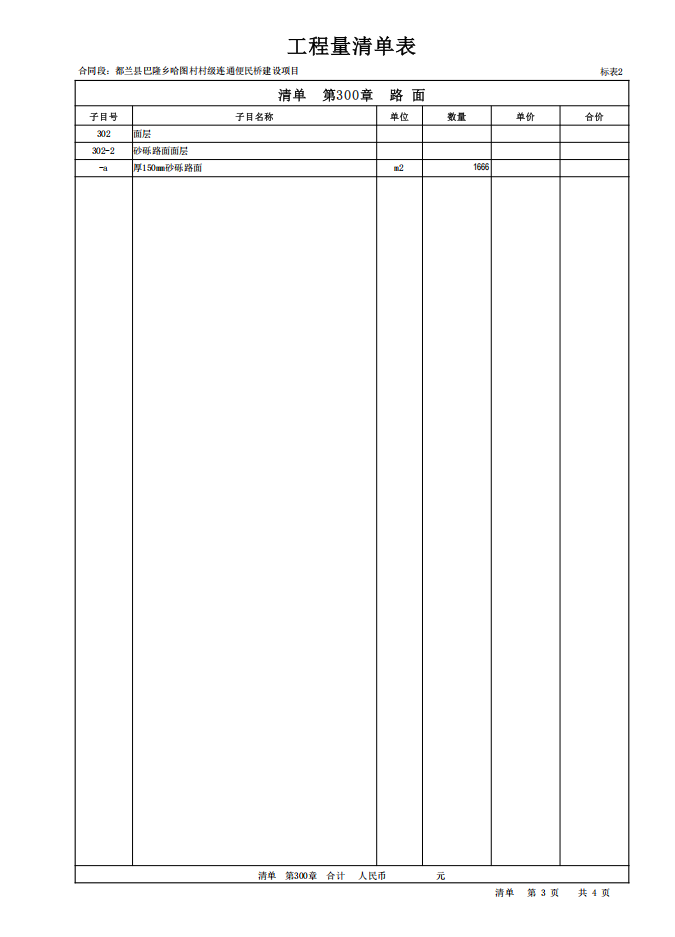 工程量清单表
合同段：都兰县巴隆乡哈图村村级连通便民桥建设项目 标表2
清单 第300章 路 面
子目号 子目名称 单位 数量 单价 合价
302 面层
302-2 砂砾路面面层
-a 厚150mm砂砾路面 m2 1666
清单 第300章 合计 人民币 元
清单 第 3 页 共 4 页